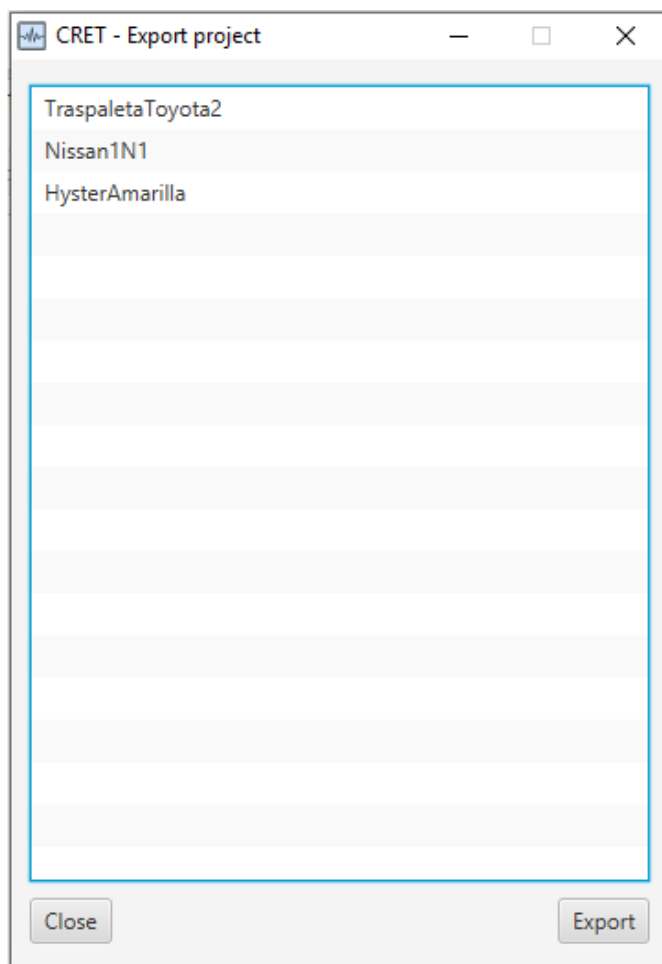 CRET - Export project
TraspaletaToyota2
Nissan1N1
HysterAmarilla
Close
Export